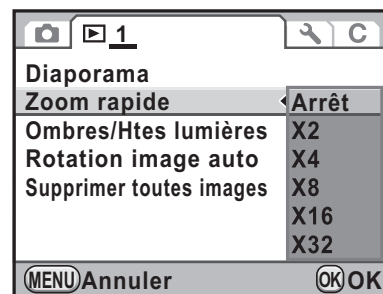 1 C
Diaporama
Zoom rapide Arrêt
Ombres/Htes lumières X2
Rotation image auto X4
Supprimer toutes images X8
X16
X32
MENU Annuler OK OK